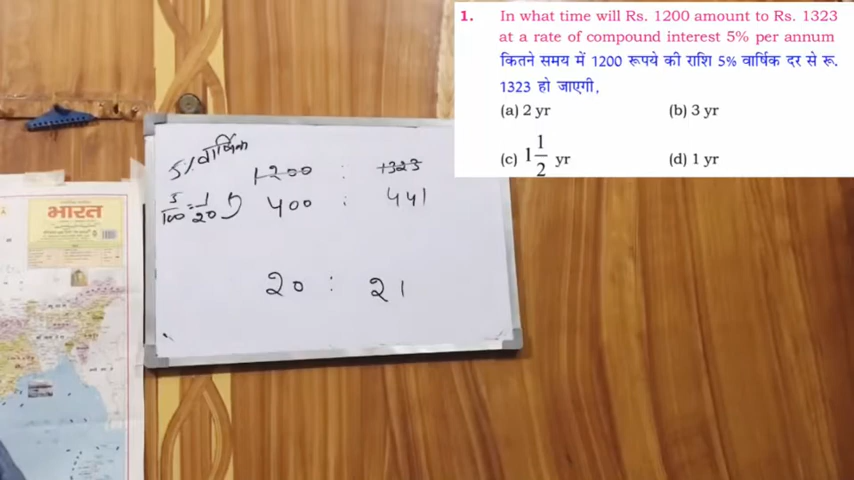 1. In what time will Rs. 1200 amount to Rs. 1323
at a rate of compound interest 5% per annum
कितने समय में 1200 रूपये की राशि 5% वार्षिक दर से रू.
1323 हो जाएगी,
(a) 2 yr (b) 3 yr
(c) 1 1/2 yr (d) 1 yr
5% वार्षिक
1200 : 1323
5/100 = 1/20 400 : 441
20 : 21
भारत